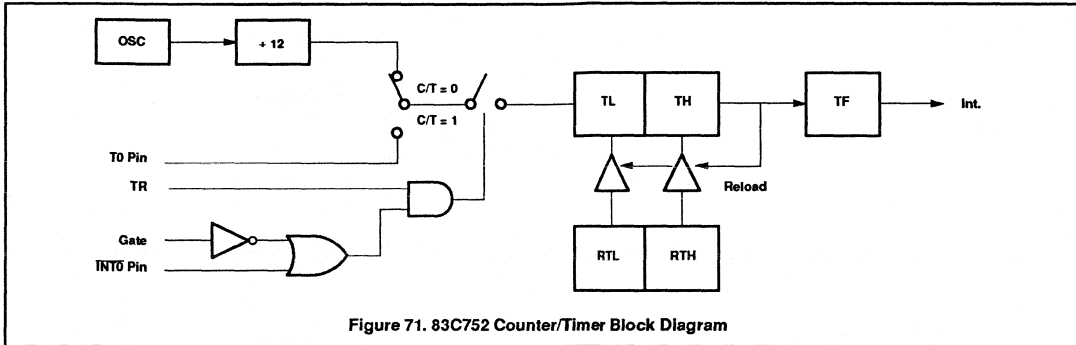 OSC
÷ 12
C/T = 0
C/T = 1
TL
TH
TF
Int.
T0 Pin
TR
Reload
Gate
INT0 Pin
RTL
RTH
Figure 71. 83C752 Counter/Timer Block Diagram